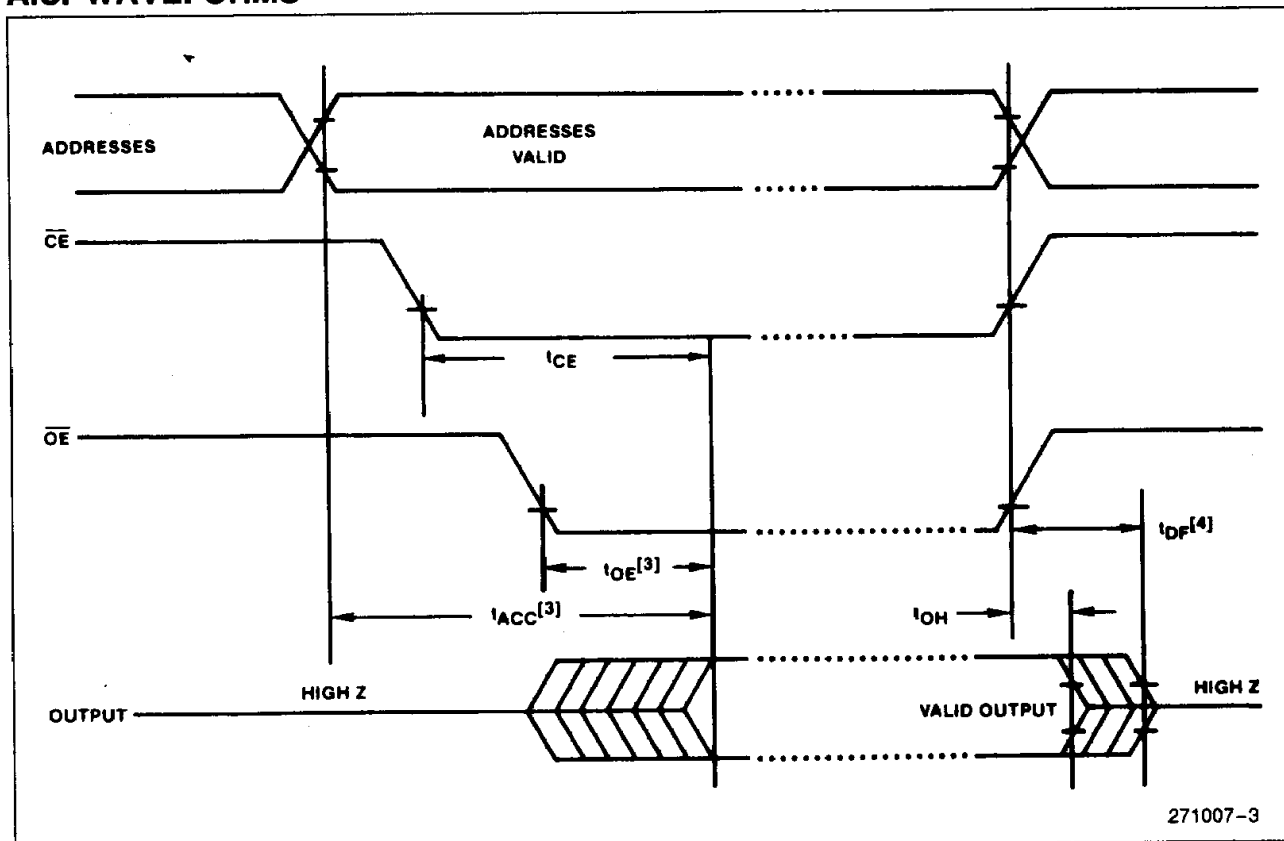 ADDRESSES
ADDRESSES
VALID
CE
tCE
OE
tDF[4]
tOE[3]
tACC[3]
tOH
HIGH Z
HIGH Z
OUTPUT
VALID OUTPUT
271007-3